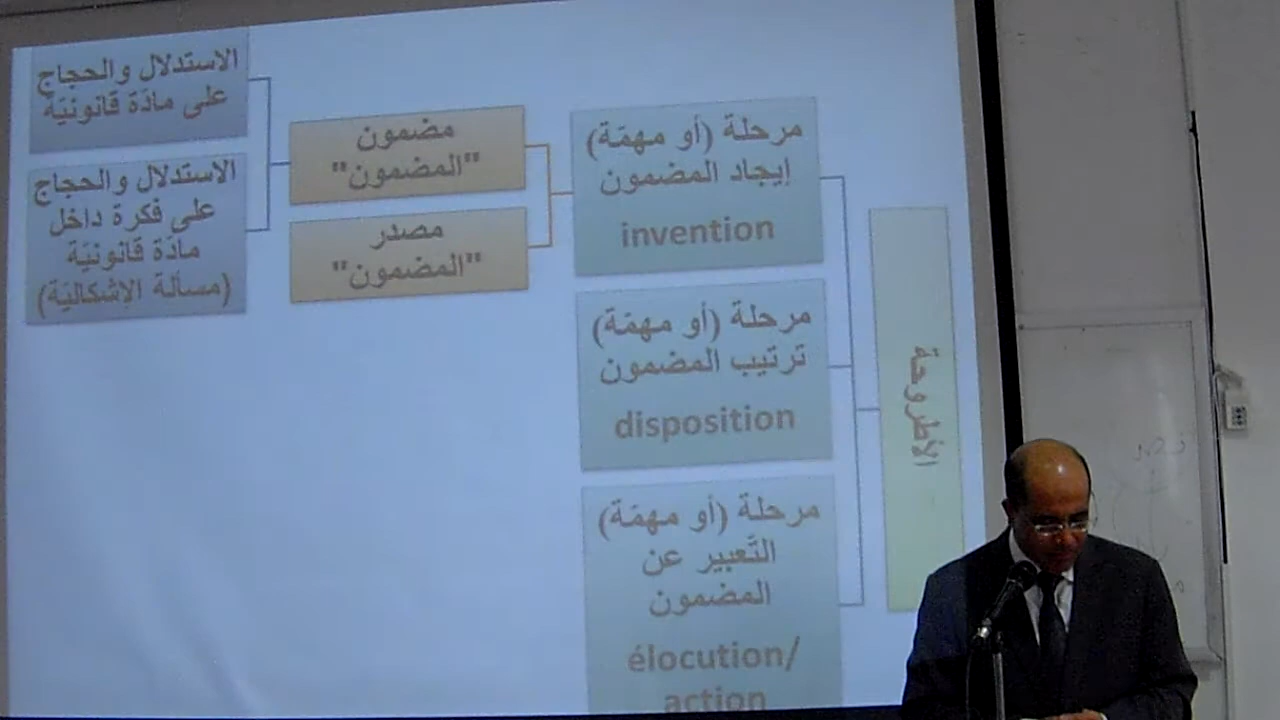 الأطروحة
مرحلة (أو مهمّة)
إيجاد المضمون
invention
مرحلة (أو مهمّة)
ترتيب المضمون
disposition
مرحلة (أو مهمّة)
التّعبير عن
المضمون
élocution/
action
مضمون
"المضمون"
مصدر
"المضمون"
الاستدلال والحجاج
على مادّة قانونيّة
الاستدلال والحجاج
على فكرة داخل
مادّة قانونيّة
(مسألة الإشكاليّة)